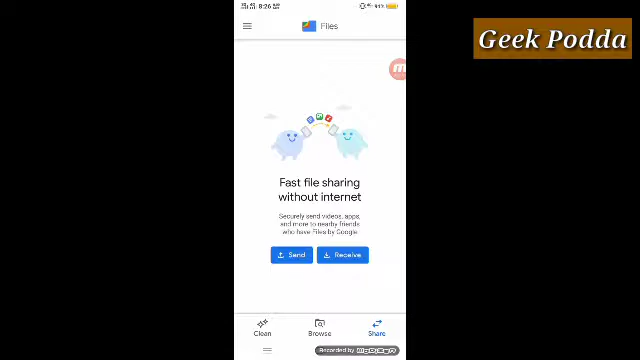 8:26
Geek Podda
Files
Fast file sharing
without internet
Securely send videos, apps,
and more to nearby friends
who have Files by Google.
Send
Receive
Clean
Browse
Share
Recorded by